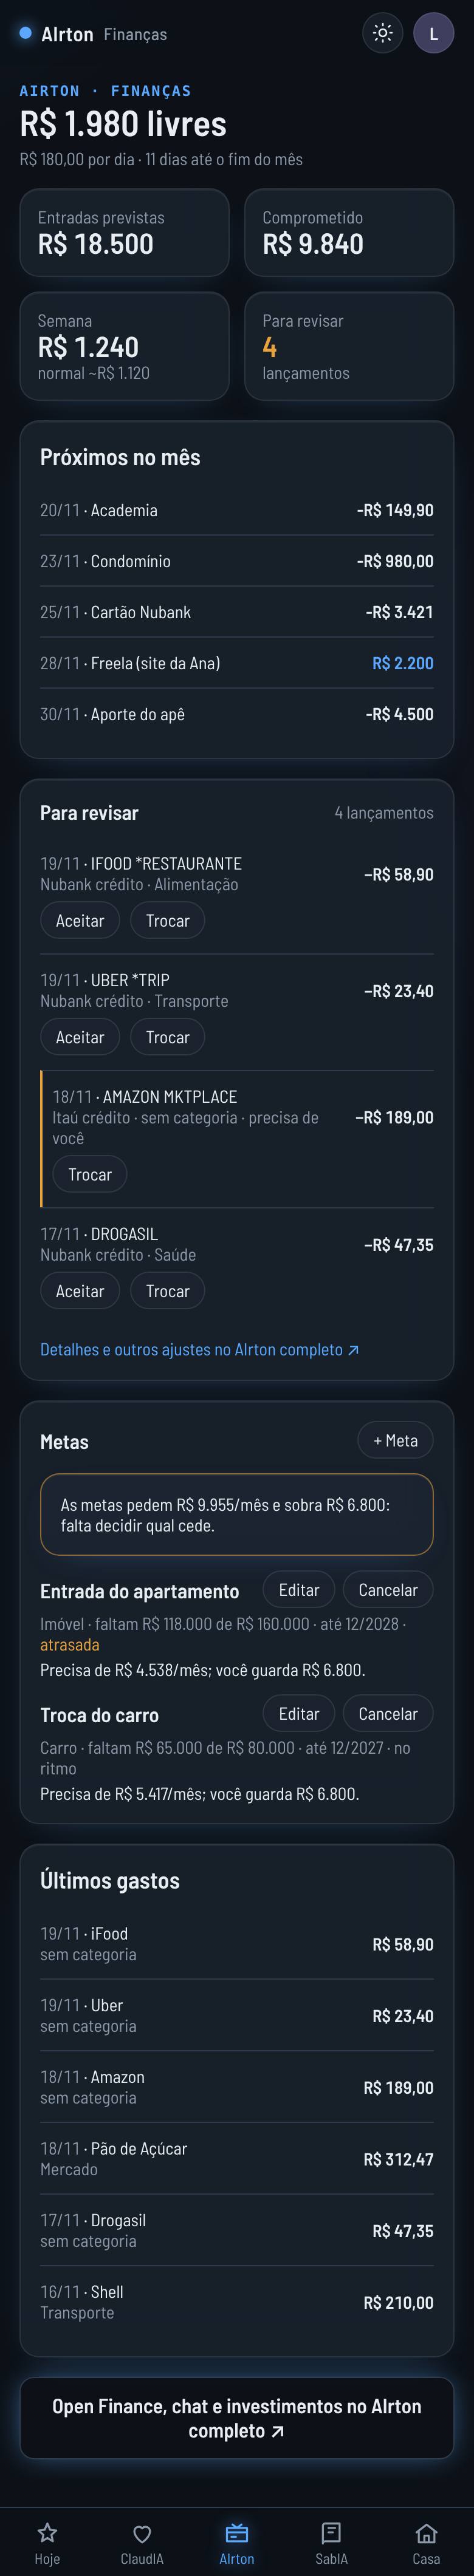 AIrton Finanças
L
AIRTON · FINANÇAS
R$ 1.980 livres
R$ 180,00 por dia · 11 dias até o fim do mês
Entradas previstas
R$ 18.500
Comprometido
R$ 9.840
Semana
R$ 1.240
normal ~R$ 1.120
Para revisar
4
lançamentos
Próximos no mês
20/11 · Academia -R$ 149,90
23/11 · Condomínio -R$ 980,00
25/11 · Cartão Nubank -R$ 3.421
28/11 · Freela (site da Ana) R$ 2.200
30/11 · Aporte do apê -R$ 4.500
Para revisar 4 lançamentos
19/11 · IFOOD *RESTAURANTE –R$ 58,90
Nubank crédito · Alimentação
Aceitar Trocar
19/11 · UBER *TRIP –R$ 23,40
Nubank crédito · Transporte
Aceitar Trocar
18/11 · AMAZON MKTPLACE
Itaú crédito · sem categoria · precisa de –R$ 189,00
você
Trocar
17/11 · DROGASIL –R$ 47,35
Nubank crédito · Saúde
Aceitar Trocar
Detalhes e outros ajustes no AIrton completo ↗
Metas + Meta
As metas pedem R$ 9.955/mês e sobra R$ 6.800:
falta decidir qual cede.
Entrada do apartamento Editar Cancelar
Imóvel · faltam R$ 118.000 de R$ 160.000 · até 12/2028 ·
atrasada
Precisa de R$ 4.538/mês; você guarda R$ 6.800.
Troca do carro Editar Cancelar
Carro · faltam R$ 65.000 de R$ 80.000 · até 12/2027 · no
ritmo
Precisa de R$ 5.417/mês; você guarda R$ 6.800.
Últimos gastos
19/11 · iFood R$ 58,90
sem categoria
19/11 · Uber R$ 23,40
sem categoria
18/11 · Amazon R$ 189,00
sem categoria
18/11 · Pão de Açúcar R$ 312,47
Mercado
17/11 · Drogasil R$ 47,35
sem categoria
16/11 · Shell R$ 210,00
Transporte
Open Finance, chat e investimentos no AIrton
completo ↗
Hoje ClaudIA AIrton SabIA Casa